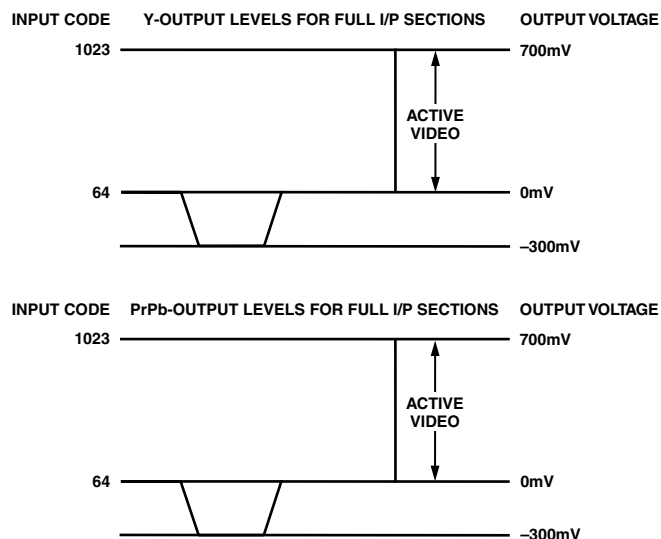 INPUT CODE Y-OUTPUT LEVELS FOR FULL I/P SECTIONS OUTPUT VOLTAGE
1023 700mV
ACTIVE
VIDEO
64 0mV
–300mV
INPUT CODE PrPb-OUTPUT LEVELS FOR FULL I/P SECTIONS OUTPUT VOLTAGE
1023 700mV
ACTIVE
VIDEO
64 0mV
–300mV